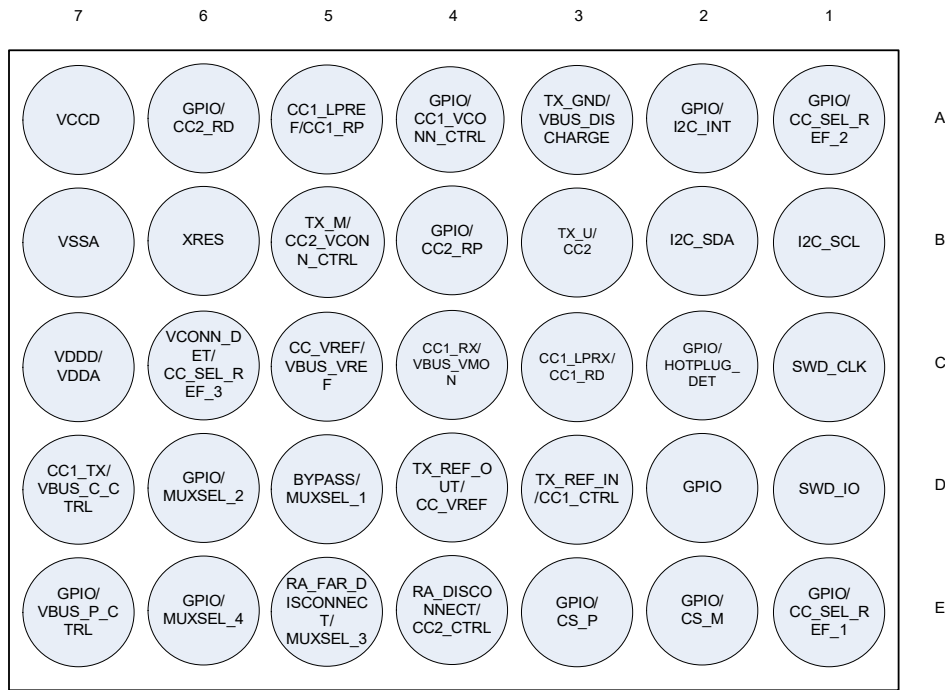 7 6 5 4 3 2 1
VCCD
GPIO/
CC2_RD
CC1_LPRE
F/CC1_RP
GPIO/
CC1_VCO
NN_CTRL
TX_GND/
VBUS_DIS
CHARGE
GPIO/
I2C_INT
GPIO/
CC_SEL_R
EF_2
A
VSSA
XRES
TX_M/
CC2_VCON
N_CTRL
GPIO/
CC2_RP
TX_U/
CC2
I2C_SDA
I2C_SCL
B
VDDD/
VDDA
VCONN_D
ET/
CC_SEL_R
EF_3
CC_VREF/
VBUS_VRE
F
CC1_RX/
VBUS_VMO
N
CC1_LPRX/
CC1_RD
GPIO/
HOTPLUG_
DET
SWD_CLK
C
CC1_TX/
VBUS_C_C
TRL
GPIO/
MUXSEL_2
BYPASS/
MUXSEL_1
TX_REF_O
UT/
CC_VREF
TX_REF_IN
/CC1_CTRL
GPIO
SWD_IO
D
GPIO/
VBUS_P_C
TRL
GPIO/
MUXSEL_4
RA_FAR_D
ISCONNEC
T/
MUXSEL_3
RA_DISCO
NNECT/
CC2_CTRL
GPIO/
CS_P
GPIO/
CS_M
GPIO/
CC_SEL_R
EF_1
E